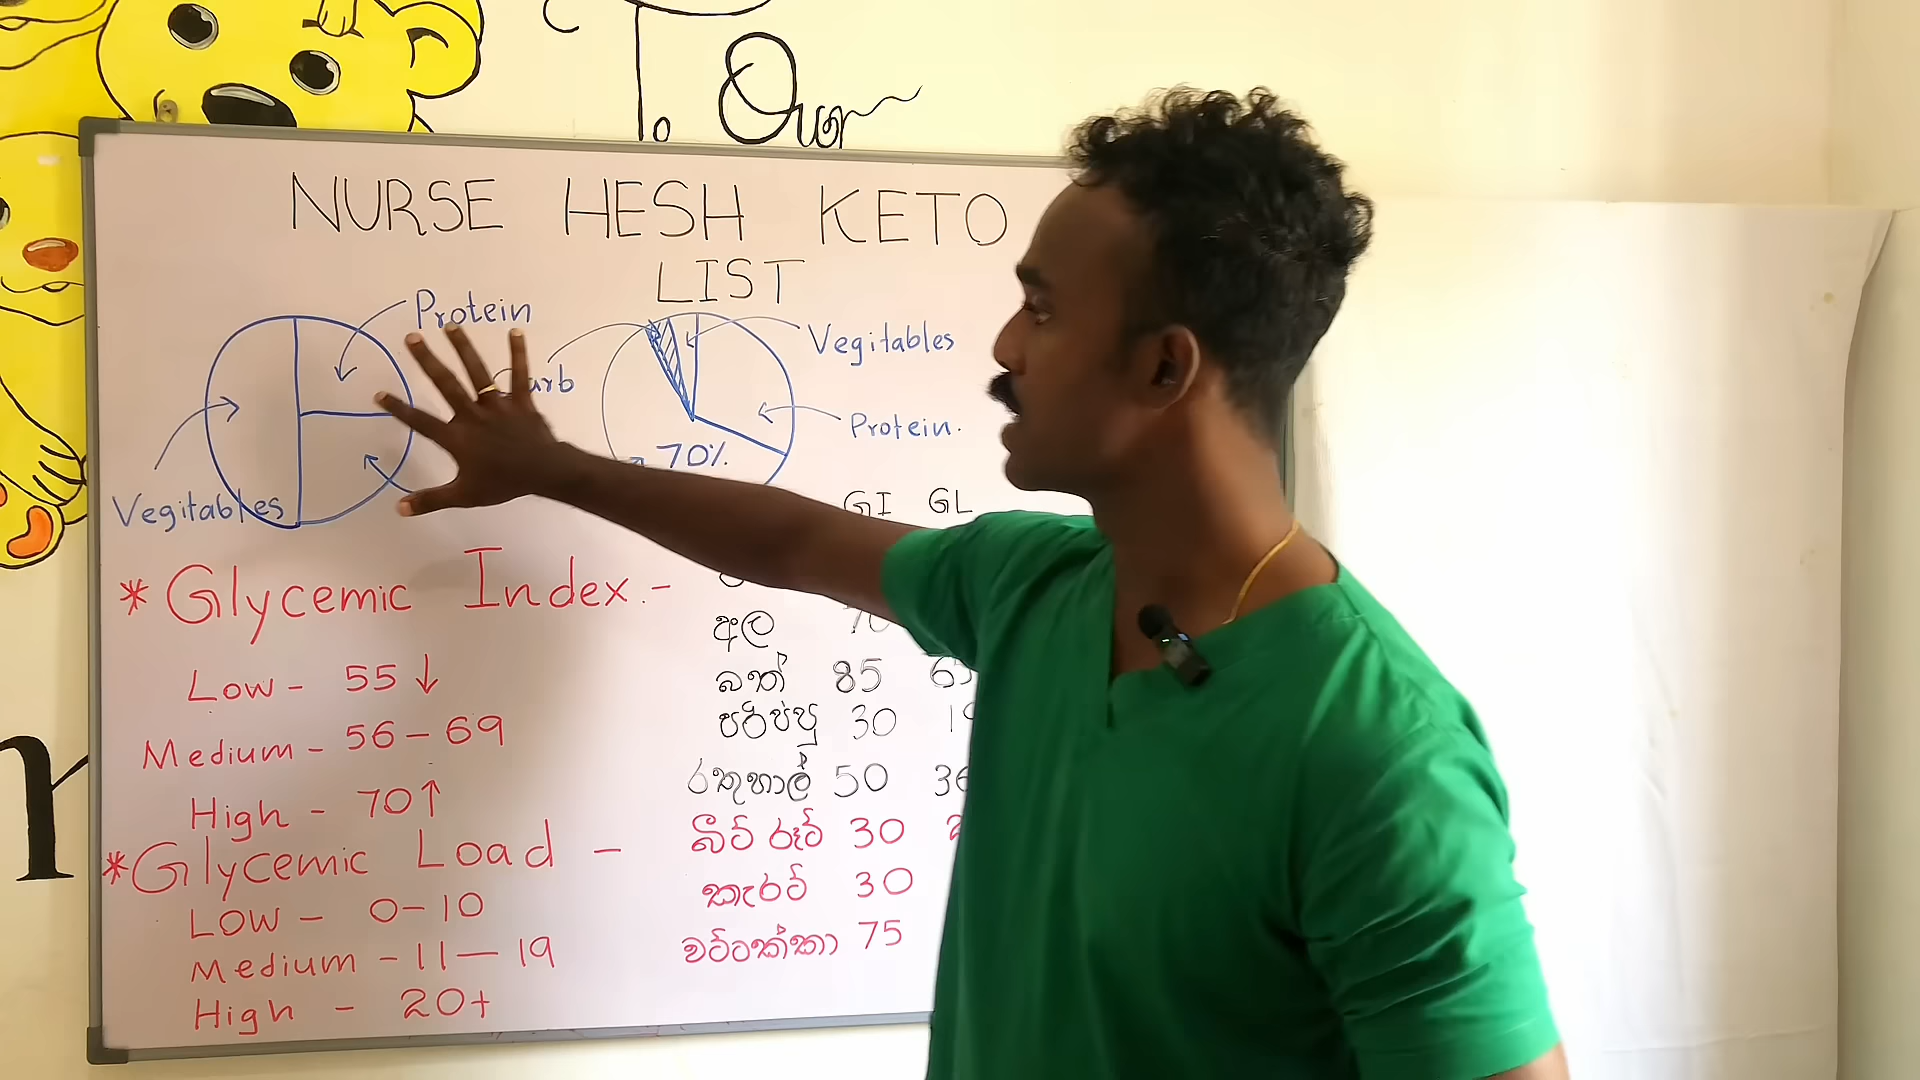 To Our
NURSE HESH KETO
LIST
Protein
Vegitables
Protein.
70%
Vegitables
GI GL
*Glycemic Index.-
Low - 55 ↓
Medium - 56 - 69
High - 70↑
*Glycemic Load -
LOW - 0-10
Medium - 11 - 19
High - 20+
අල
බත් 85
පරිප්පු 30
රතුහාල් 50
බීට් රූට් 30
කැරට් 30
වට්ටක්කා 75